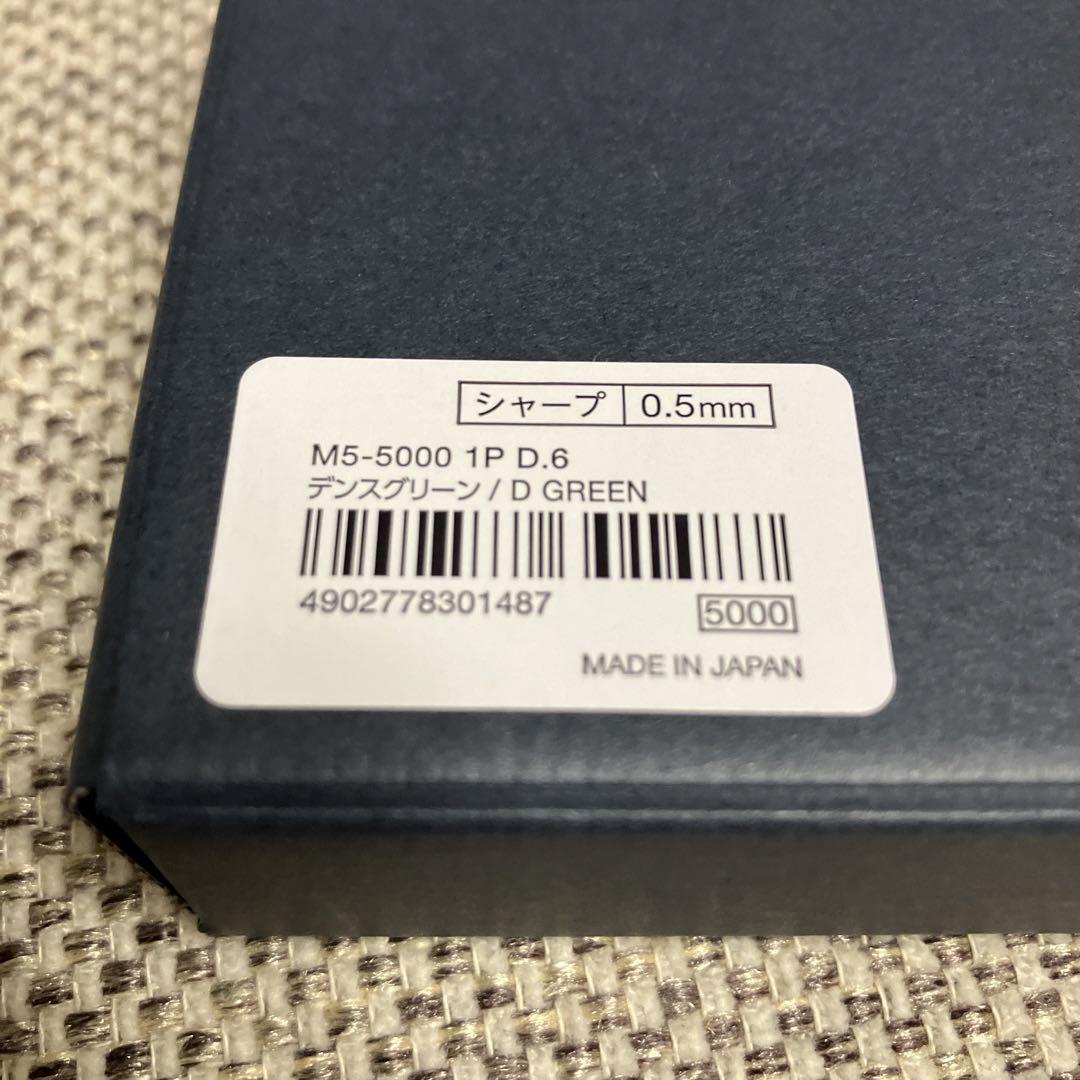 シャープ 0.5mm
M5-5000 1P D.6
デンスグリーン / D GREEN
4902778301487 5000
MADE IN JAPAN